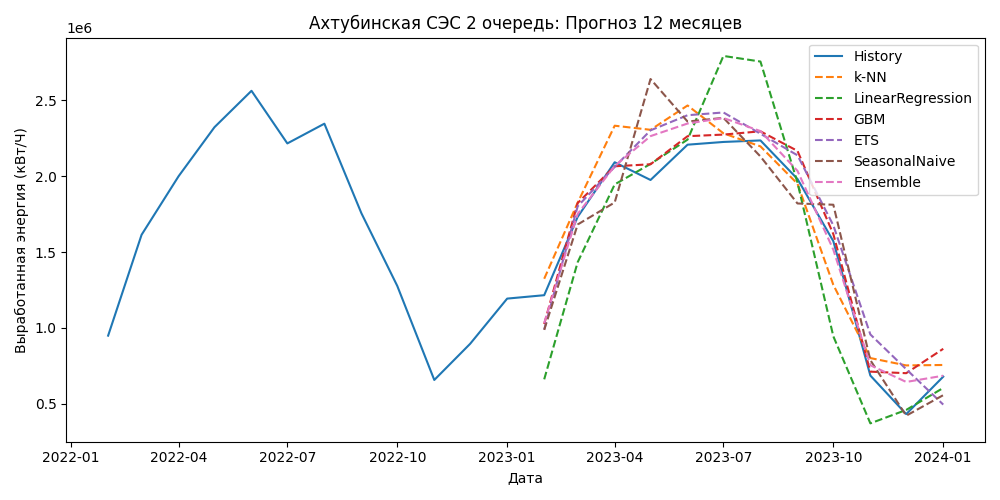 Ахтубинская СЭС 2 очередь: Прогноз 12 месяцев
1e6
Выработанная энергия (кВт/Ч)
2.5
2.0
1.5
1.0
0.5
History
k-NN
LinearRegression
GBM
ETS
SeasonalNaive
Ensemble
2022-01 2022-04 2022-07 2022-10 2023-01 2023-04 2023-07 2023-10 2024-01
Дата